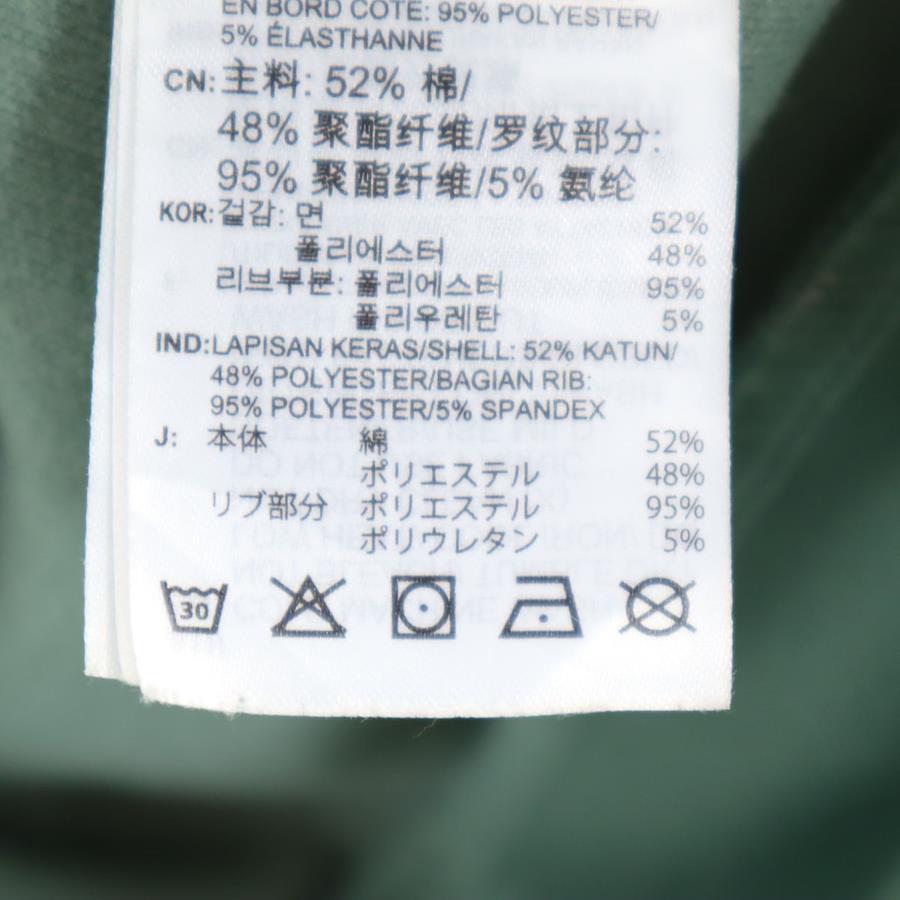 EN BORD CÔTE: 95% POLYESTER/
5% ÉLASTHANNE
CN: 主料: 52% 棉/
48% 聚酯纤维/罗纹部分:
95% 聚酯纤维/5% 氨纶
KOR: 겉감: 면 52%
폴리에스터 48%
리브부분: 폴리에스터 95%
폴리우레탄 5%
IND: LAPISAN KERAS/SHELL: 52% KATUN/
48% POLYESTER/BAGIAN RIB:
95% POLYESTER/5% SPANDEX
J: 本体 綿 52%
ポリエステル 48%
リブ部分 ポリエステル 95%
ポリウレタン 5%
30